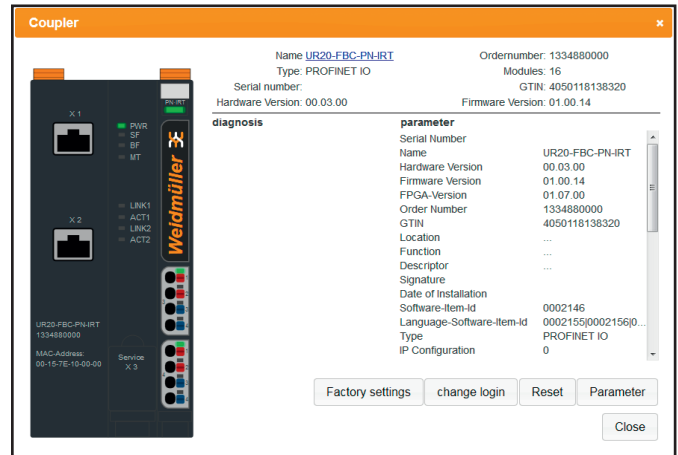 Coupler ×
Name UR20-FBC-PN-IRT Ordernumber: 1334880000
Type: PROFINET IO Modules: 16
Serial number: GTIN: 4050118138320
Hardware Version: 00.03.00 Firmware Version: 01.00.14
PN-IRT
X 1
PWR
SF
BF
MT
LINK1
ACT1
LINK2
ACT2
X 2
Weidmüller
UR20-FBC-PN-IRT
1334880000
MAC-Address:
00-15-7E-10-00-00
Service
X 3
diagnosis parameter
Serial Number
Name UR20-FBC-PN-IRT
Hardware Version 00.03.00
Firmware Version 01.00.14
FPGA-Version 01.07.00
Order Number 1334880000
GTIN 4050118138320
Location ...
Function ...
Descriptor ...
Signature
Date of Installation
Software-Item-Id 0002146
Language-Software-Item-Id 0002155|0002156|0...
Type PROFINET IO
IP Configuration 0
Factory settings change login Reset Parameter
Close